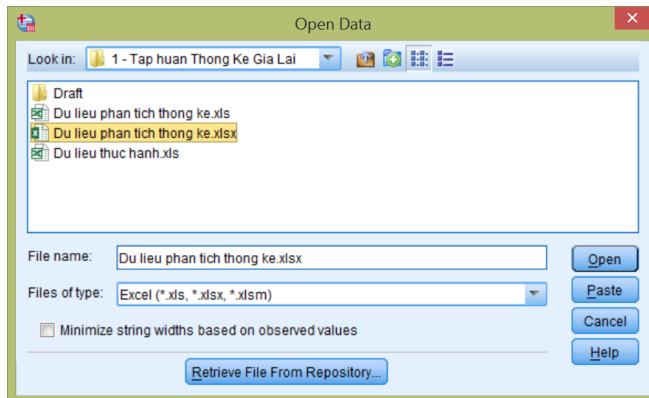 Open Data
Look in: 1 - Tap huan Thong Ke Gia Lai
Draft
Du lieu phan tich thong ke.xls
Du lieu phan tich thong ke.xlsx
Du lieu thuc hanh.xls
File name: Du lieu phan tich thong ke.xlsx Open
Files of type: Excel (*.xls, *.xlsx, *.xlsm) Paste
Minimize string widths based on observed values Cancel
Help
Retrieve File From Repository...